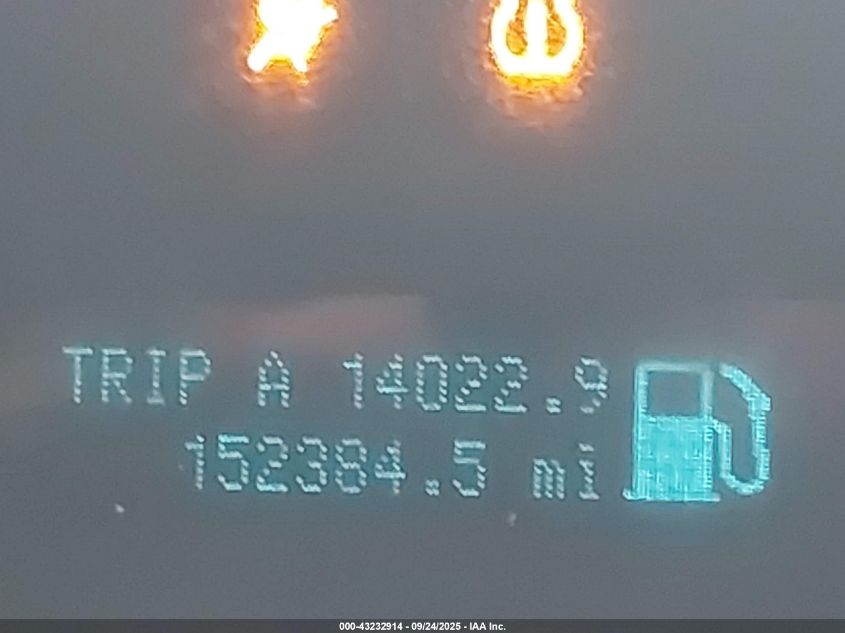 TRIP A 14022.9
152384.5 mi
000-43232914 - 09/24/2025 - IAA Inc.